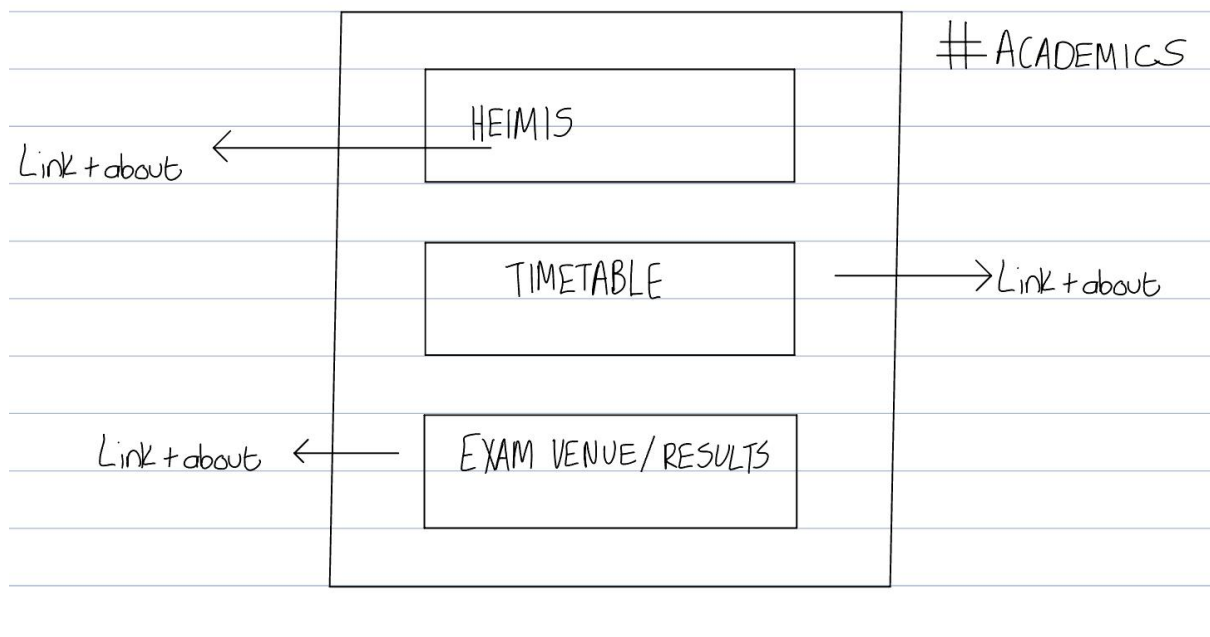 # ACADEMICS
HEIMIS
Link + about
TIMETABLE
Link + about
EXAM VENUE/RESULTS
Link + about